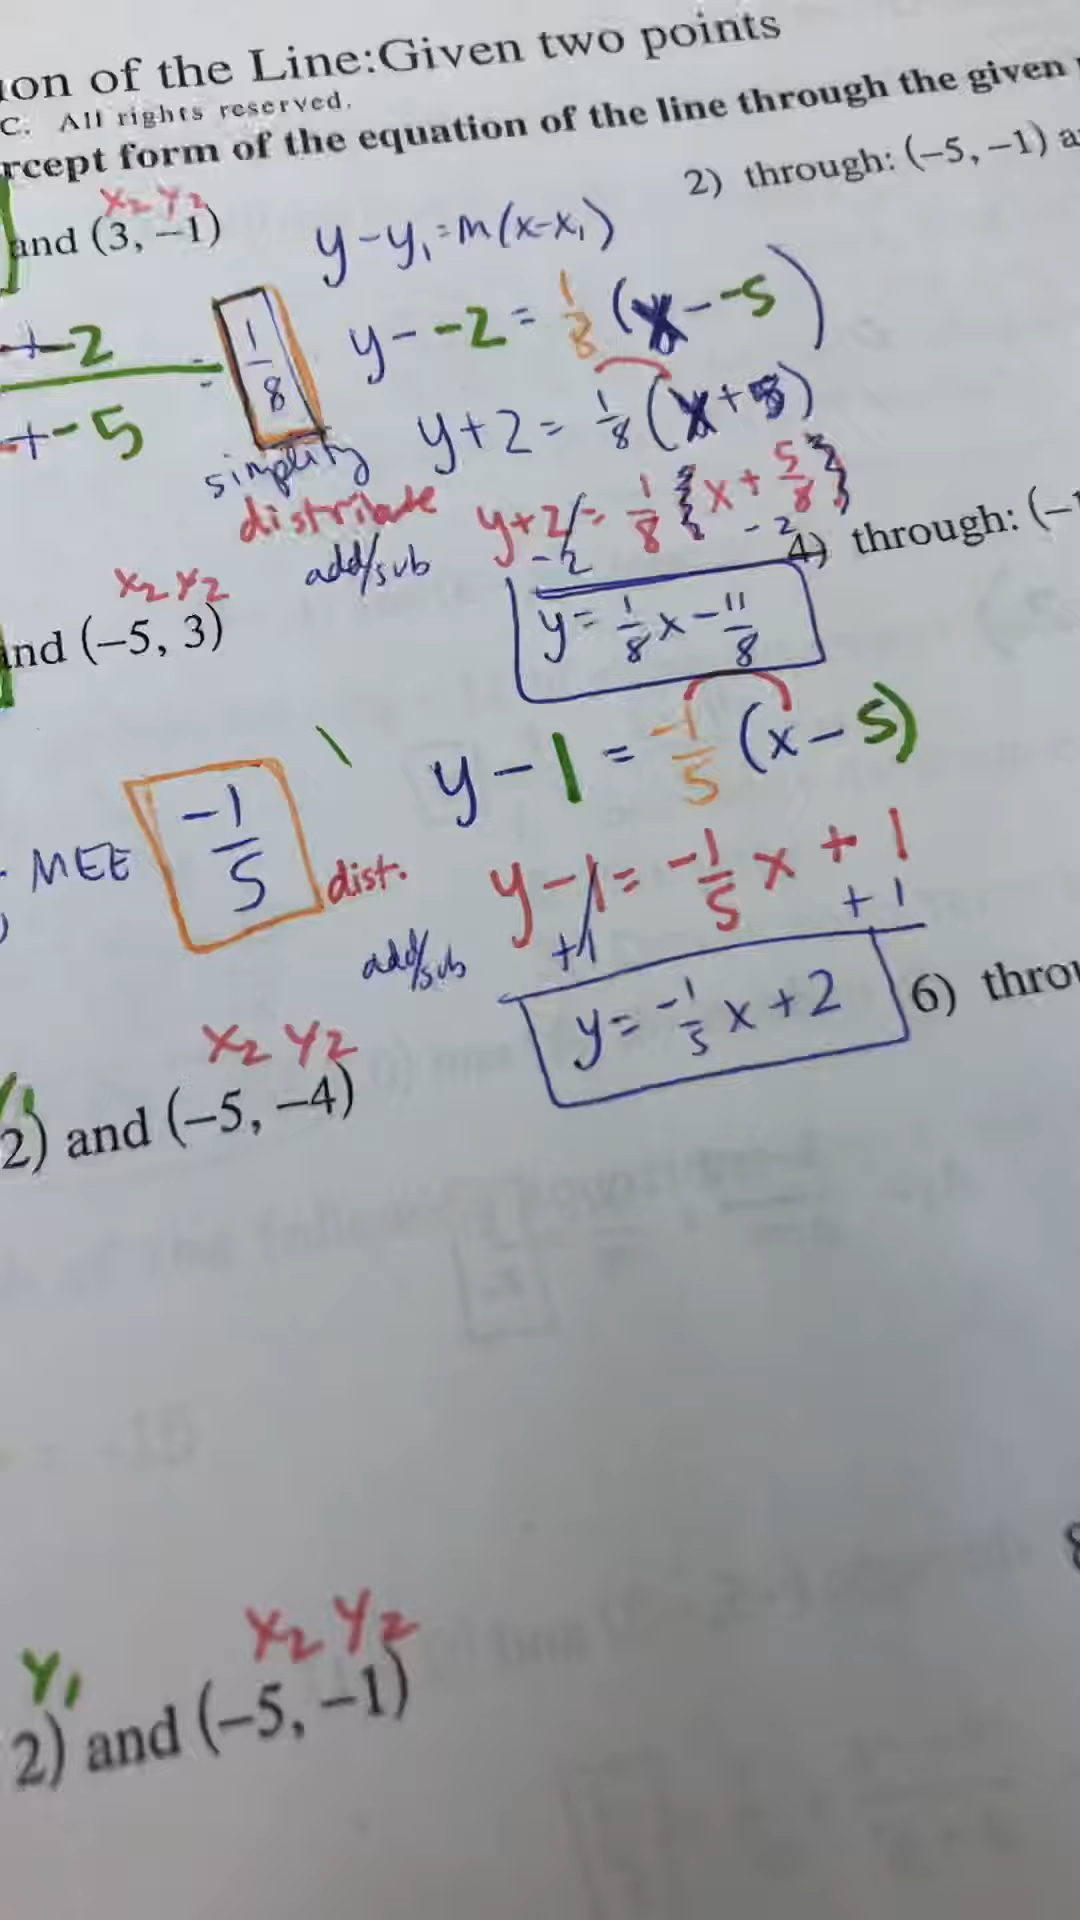 ion of the Line:Given two points
C. All rights reserved.
rcept form of the equation of the line through the given
X₂ Y₂
and (3, −1)
y-y₁=m(x-x₁)
2) through: (−5, −1) a
+-2
+-5
=
1/8
y--2 = 1/8 (x--5)
simplify
y+2 = 1/8 (x+5)
distribute
y+2 = 1/8 {x + 5/8}
add/sub
-2 -2
4) through: (−
y = 1/8 x - 11/8
X₂ Y₂
and (−5, 3)
y-1 = -1/5 (x-5)
MEE
-1/5
dist.
y-1 = -1/5 x + 1
add/sub
+1 +1
y = -1/5 x + 2
6) throu
X₂ Y₂
2) and (−5, −4)
8
Y₁
X₂ Y₂
2) and (−5, −1)